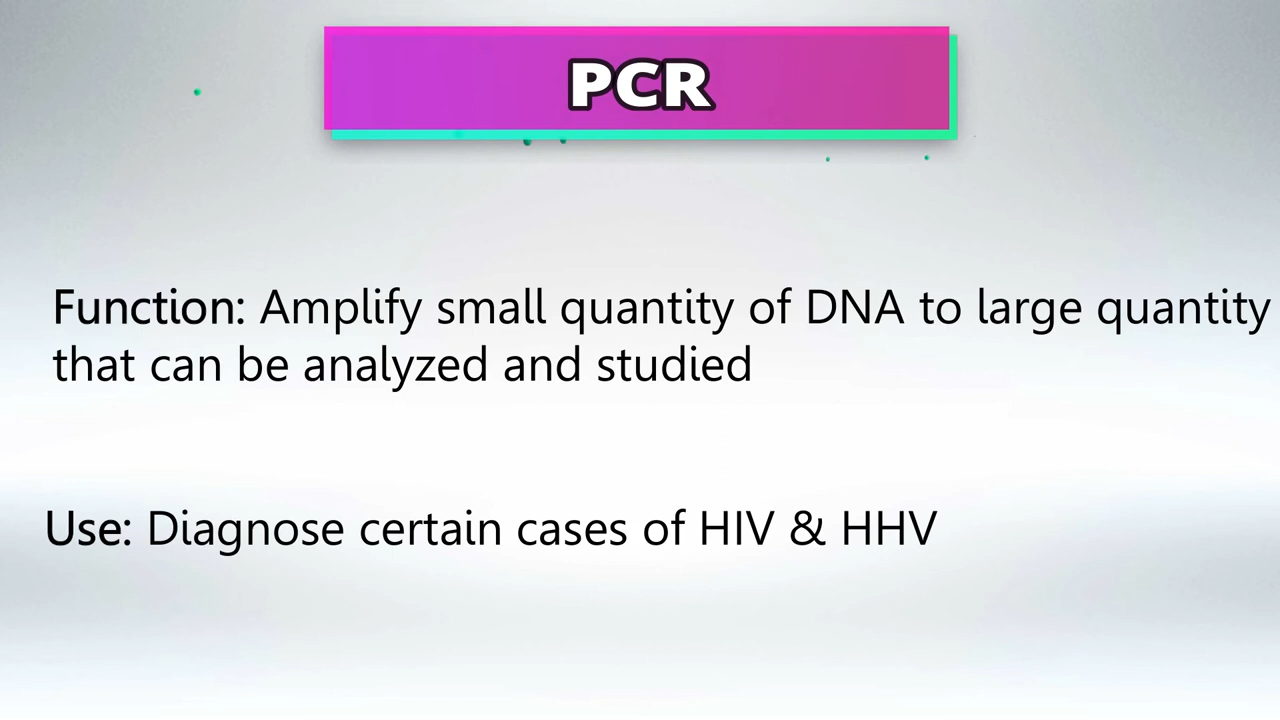 PCR
Function: Amplify small quantity of DNA to large quantity
that can be analyzed and studied
Use: Diagnose certain cases of HIV & HHV